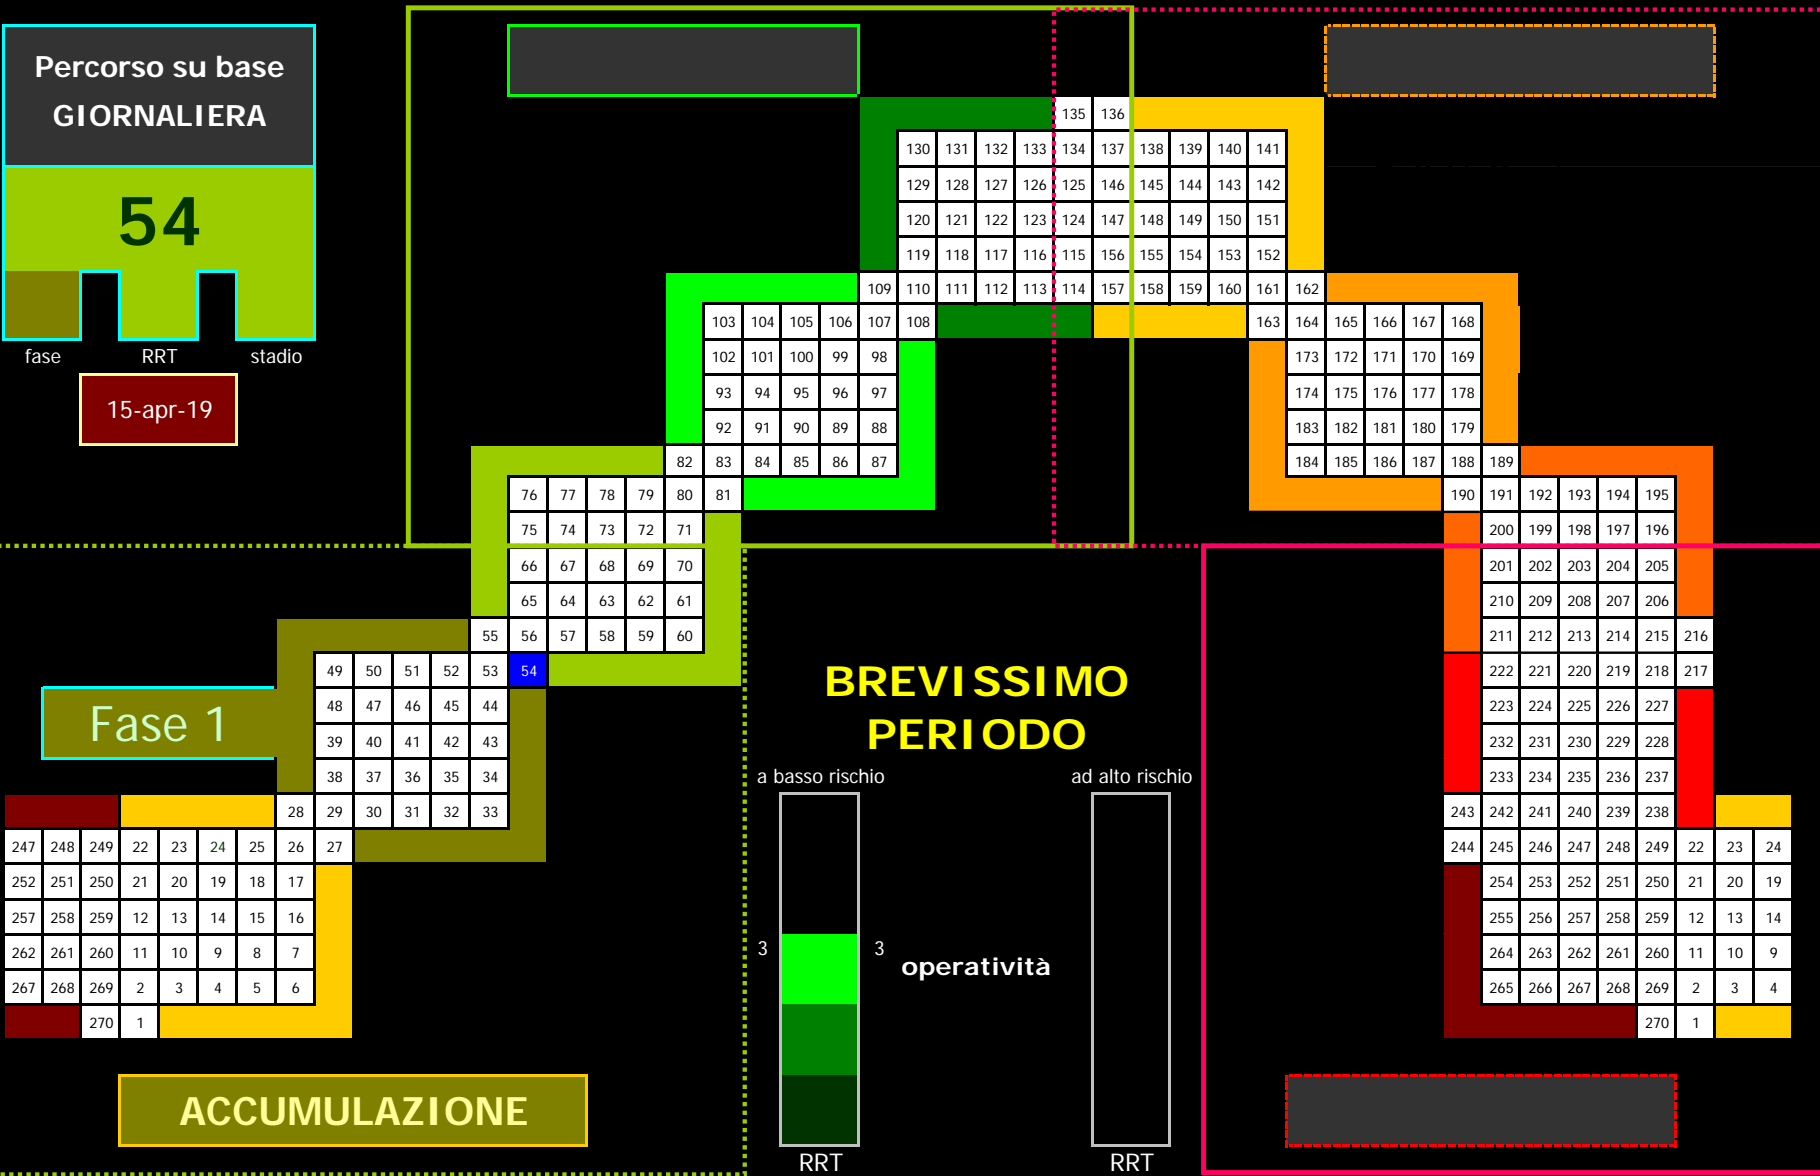 Percorso su base
GIORNALIERA
54
fase RRT stadio
15-apr-19
135 136
130 131 132 133 134 137 138 139 140 141
129 128 127 126 125 146 145 144 143 142
120 121 122 123 124 147 148 149 150 151
119 118 117 116 115 156 155 154 153 152
109 110 111 112 113 114 157 158 159 160 161 162
103 104 105 106 107 108 163 164 165 166 167 168
102 101 100 99 98 173 172 171 170 169
93 94 95 96 97 174 175 176 177 178
92 91 90 89 88 183 182 181 180 179
82 83 84 85 86 87 184 185 186 187 188 189
76 77 78 79 80 81 190 191 192 193 194 195
75 74 73 72 71 200 199 198 197 196
66 67 68 69 70 201 202 203 204 205
65 64 63 62 61 210 209 208 207 206
55 56 57 58 59 60 211 212 213 214 215 216
49 50 51 52 53 54 222 221 220 219 218 217
48 47 46 45 44 223 224 225 226 227
39 40 41 42 43 232 231 230 229 228
38 37 36 35 34 233 234 235 236 237
28 29 30 31 32 33 243 242 241 240 239 238
247 248 249 22 23 24 25 26 27 244 245 246 247 248 249 22 23 24
252 251 250 21 20 19 18 17 254 253 252 251 250 21 20 19
257 258 259 12 13 14 15 16 255 256 257 258 259 12 13 14
262 261 260 11 10 9 8 7 264 263 262 261 260 11 10 9
267 268 269 2 3 4 5 6 265 266 267 268 269 2 3 4
270 1 270 1
Fase 1
ACCUMULAZIONE
BREVISSIMO
PERIODO
a basso rischio ad alto rischio
3 3 operatività
RRT RRT